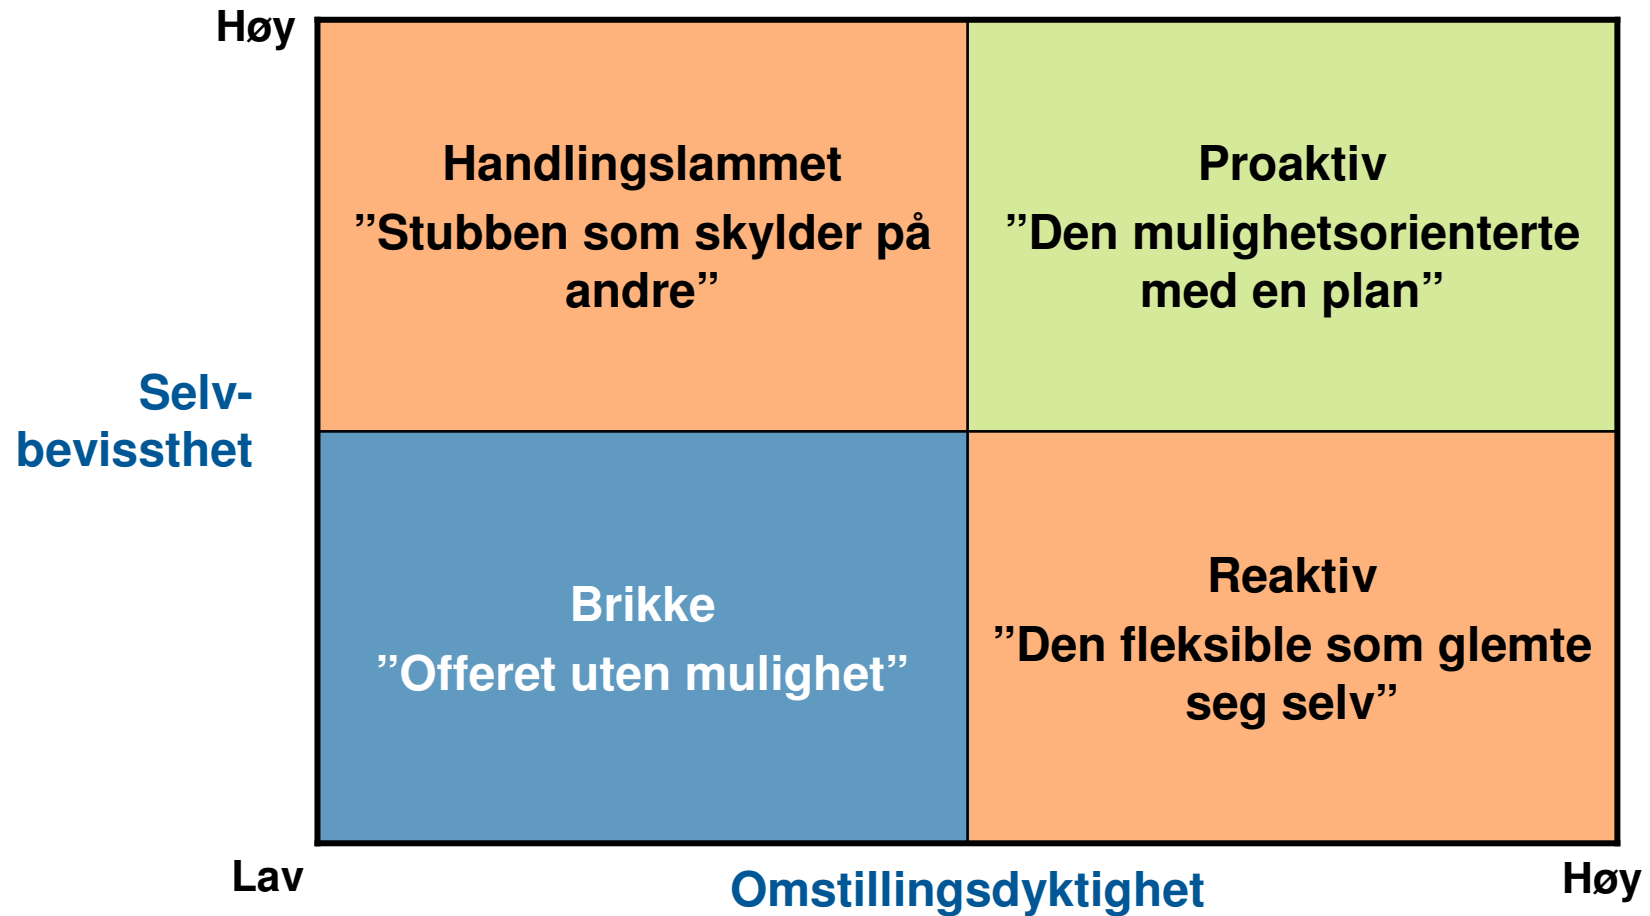 Høy
Handlingslammet
”Stubben som skylder på
andre”
Proaktiv
”Den mulighetsorienterte
med en plan”
Selv-
bevissthet
Brikke
”Offeret uten mulighet”
Reaktiv
”Den fleksible som glemte
seg selv”
Lav
Omstillingsdyktighet
Høy